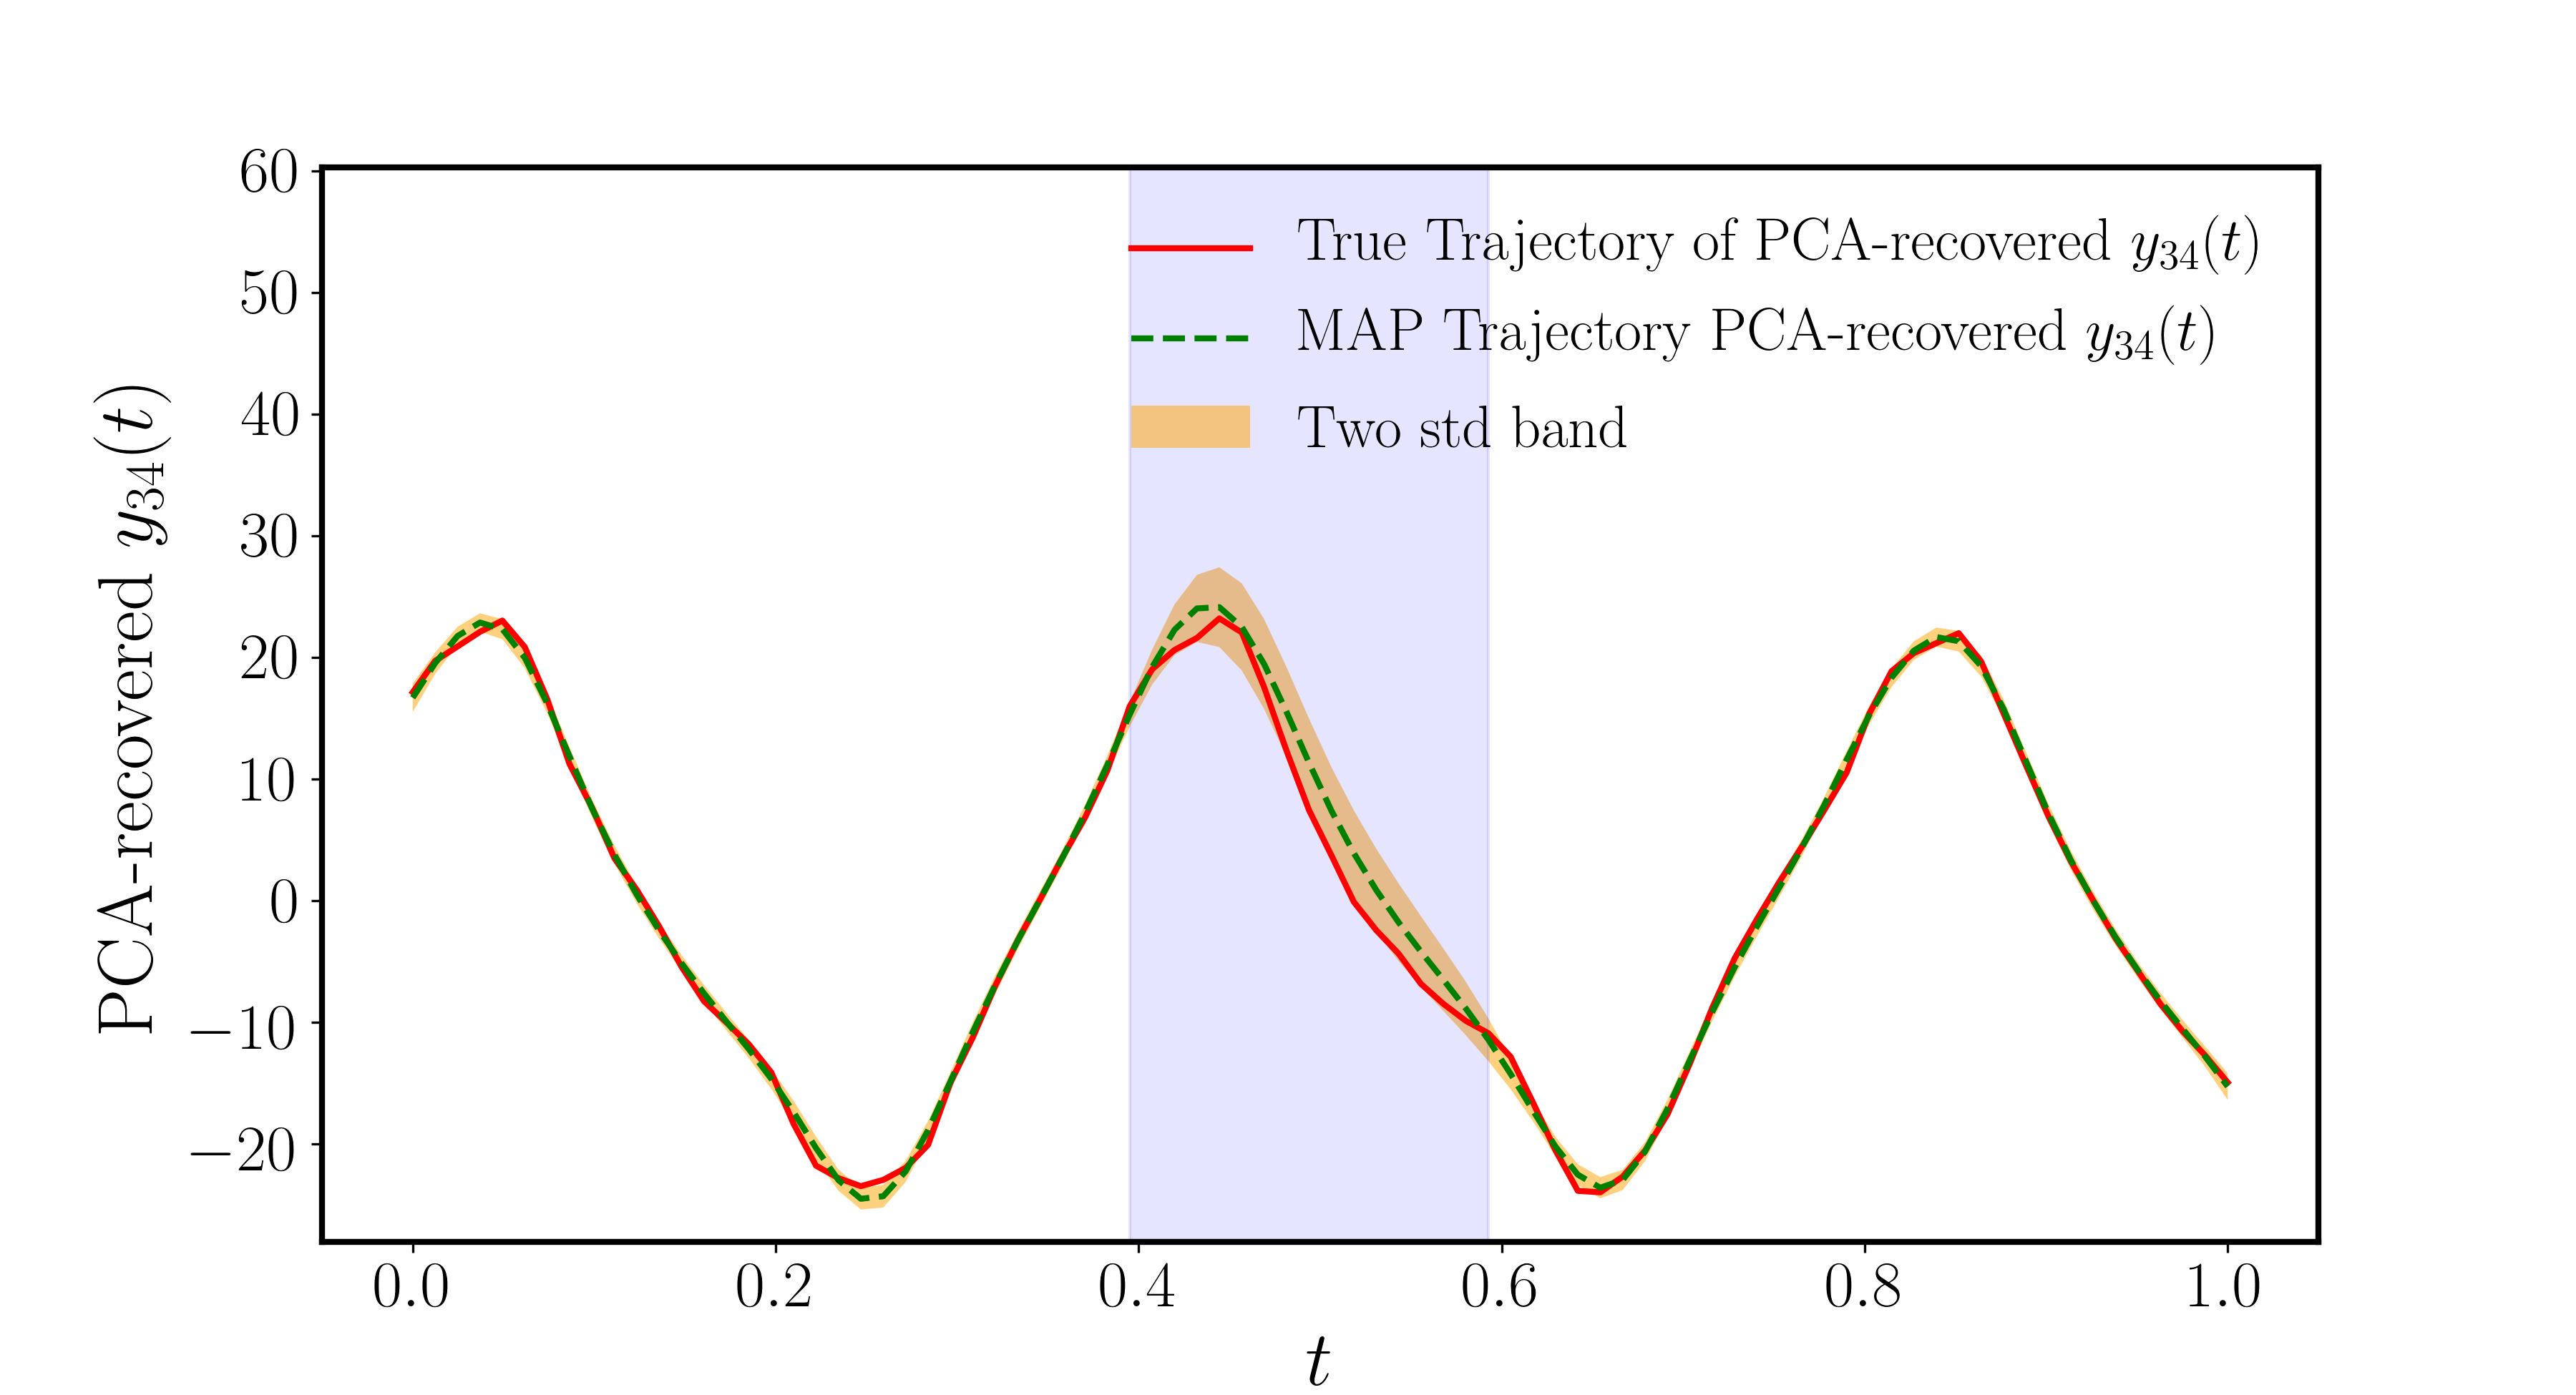 60
50
40
30
20
10
0
−10
−20
PCA-recovered y₃₄(t)
True Trajectory of PCA-recovered y₃₄(t)
MAP Trajectory PCA-recovered y₃₄(t)
Two std band
0.0 0.2 0.4 0.6 0.8 1.0
t